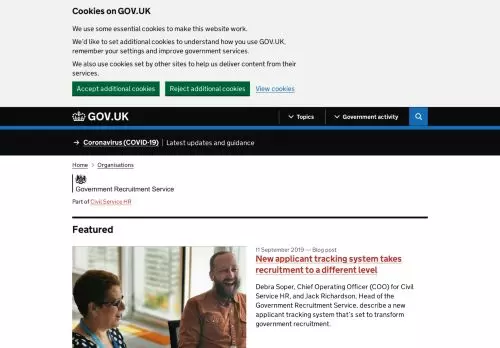 Cookies on GOV.UK
We use some essential cookies to make this website work.
We'd like to set additional cookies to understand how you use GOV.UK,
remember your settings and improve government services.
We also use cookies set by other sites to help us deliver content from their
services.
Accept additional cookies Reject additional cookies View cookies
GOV.UK Topics Government activity
→ Coronavirus (COVID-19) Latest updates and guidance
Home > Organisations
Government Recruitment Service
Part of Civil Service HR
Featured
11 September 2019 — Blog post
New applicant tracking system takes
recruitment to a different level
Debra Soper, Chief Operating Officer (COO) for Civil
Service HR, and Jack Richardson, Head of the
Government Recruitment Service, describe a new
applicant tracking system that's set to transform
government recruitment.